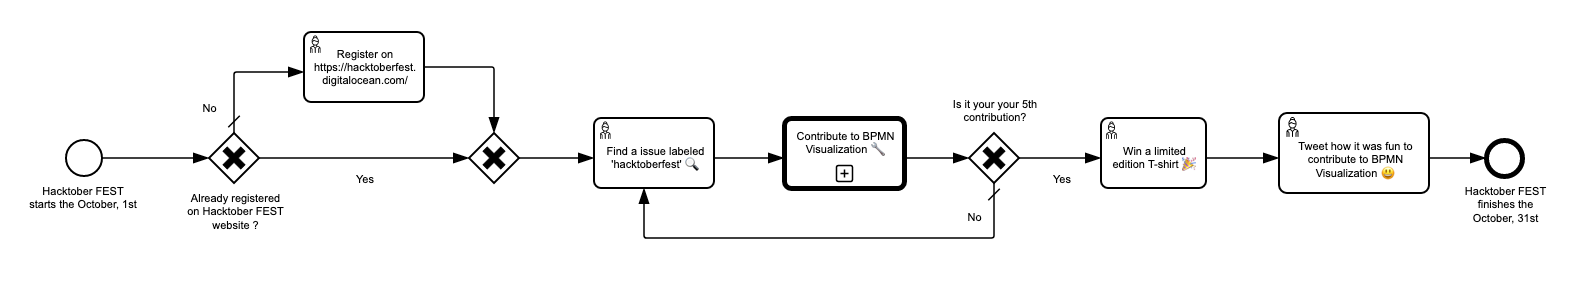 Hacktober FEST
starts the October, 1st
No
Already registered
on Hacktober FEST
website ?
Register on
https://hacktoberfest.
digitalocean.com/
Yes
Find a issue labeled
'hacktoberfest' 🔍
Contribute to BPMN
Visualization 🔧
Is it your your 5th
contribution?
No
Yes
Win a limited
edition T-shirt 🎉
Tweet how it was fun to
contribute to BPMN
Visualization 😃
Hacktober FEST
finishes the
October, 31st